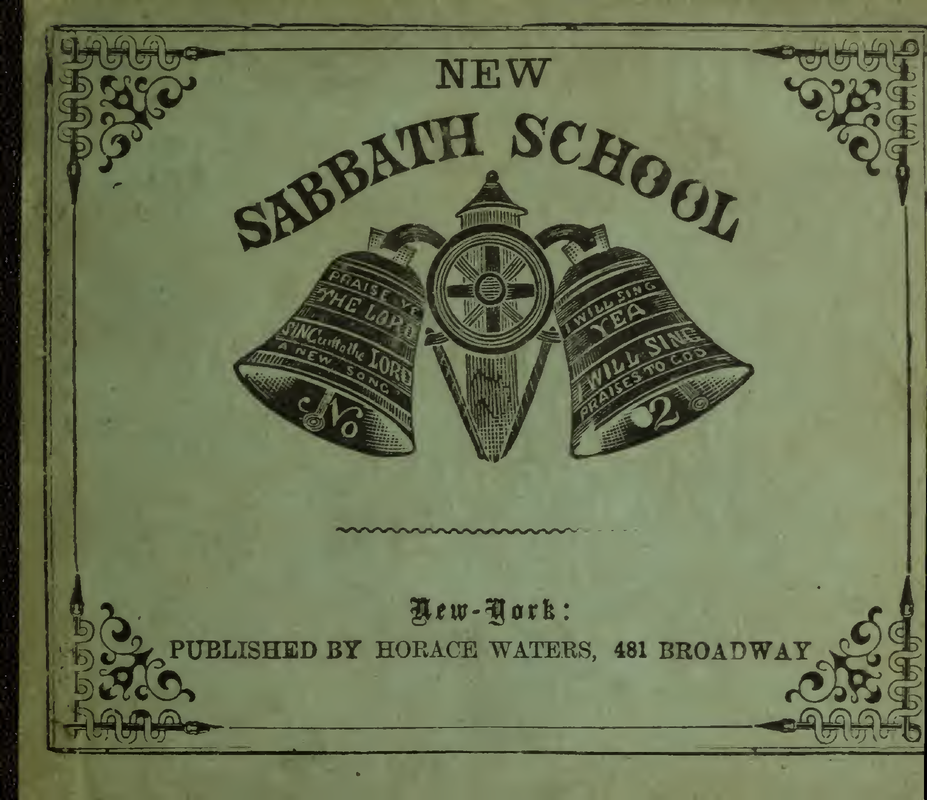 NEW
SABBATH SCHOOL
PRAISE YE
THE LORD
SING unto the LORD
A NEW SONG
No
I WILL SING
YEA
I WILL SING
PRAISES TO GOD
2
New-York:
PUBLISHED BY HORACE WATERS, 481 BROADWAY